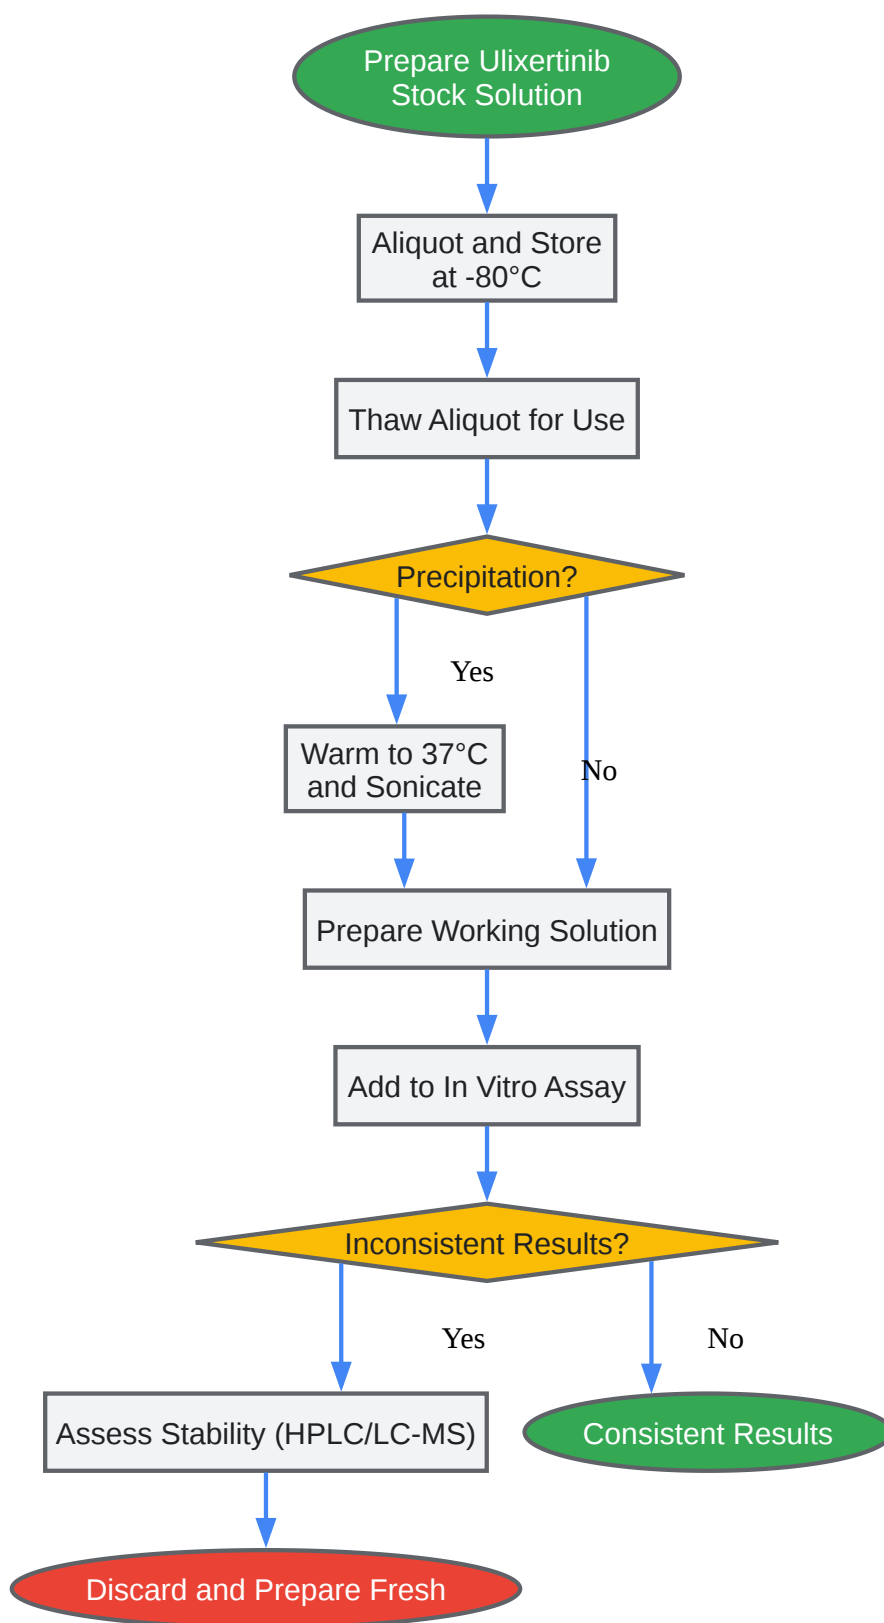 Prepare Ulixertinib
Stock Solution
Aliquot and Store
at -80°C
Thaw Aliquot for Use
Precipitation?
Yes
Warm to 37°C
and Sonicate
No
Prepare Working Solution
Add to In Vitro Assay
Inconsistent Results?
Yes
No
Assess Stability (HPLC/LC-MS)
Consistent Results
Discard and Prepare Fresh